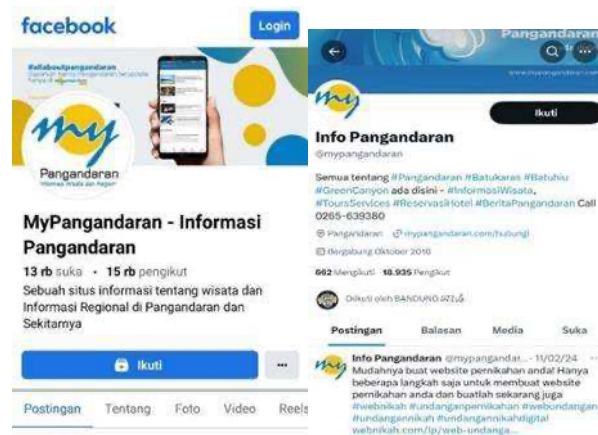 facebook
Login
#allaboutpangandaran
my
Pangandaran
MyPangandaran - Informasi
Pangandaran
13 rb suka • 15 rb pengikut
Sebuah situs informasi tentang wisata dan
Informasi Regional di Pangandaran dan
Sekitarnya
Ikuti
Postingan Tentang Foto Video Reels
Pangandaran
www.mypangandaran.com
my
Ikuti
Info Pangandaran
@mypangandaran
Semua tentang #Pangandaran #Batukaras #Batuhiu
#GreenCanyon ada disini - #InformasiWisata,
#ToursServices #ReservasiHotel #BeritaPangandaran Call
0265-639380
Pangandaran mypangandaran.com/hubungi
Bergabung Oktober 2010
662 Mengikuti 18.935 Pengikut
Diikuti oleh BANDUNG
Postingan Balasan Media Suka
my Info Pangandaran @mypangandar... · 11/02/24
Mudahnya buat website pernikahan anda! Hanya
beberapa langkah saja untuk membuat website
pernikahan anda dan buatlah sekarang juga
#webnikah #undanganpernikahan #webundangan
#undangannikah #undangannikahdigital
webnikah.com/lp/web-undanga...